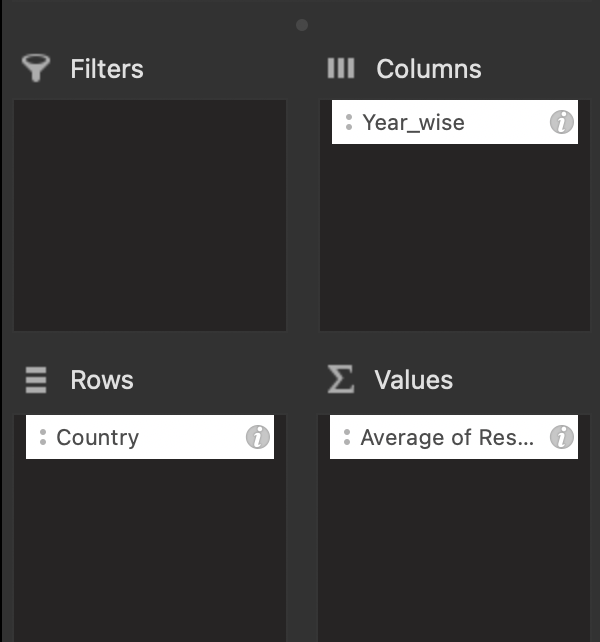 Filters
Columns
Year_wise
Rows
Values
Country
Average of Res...